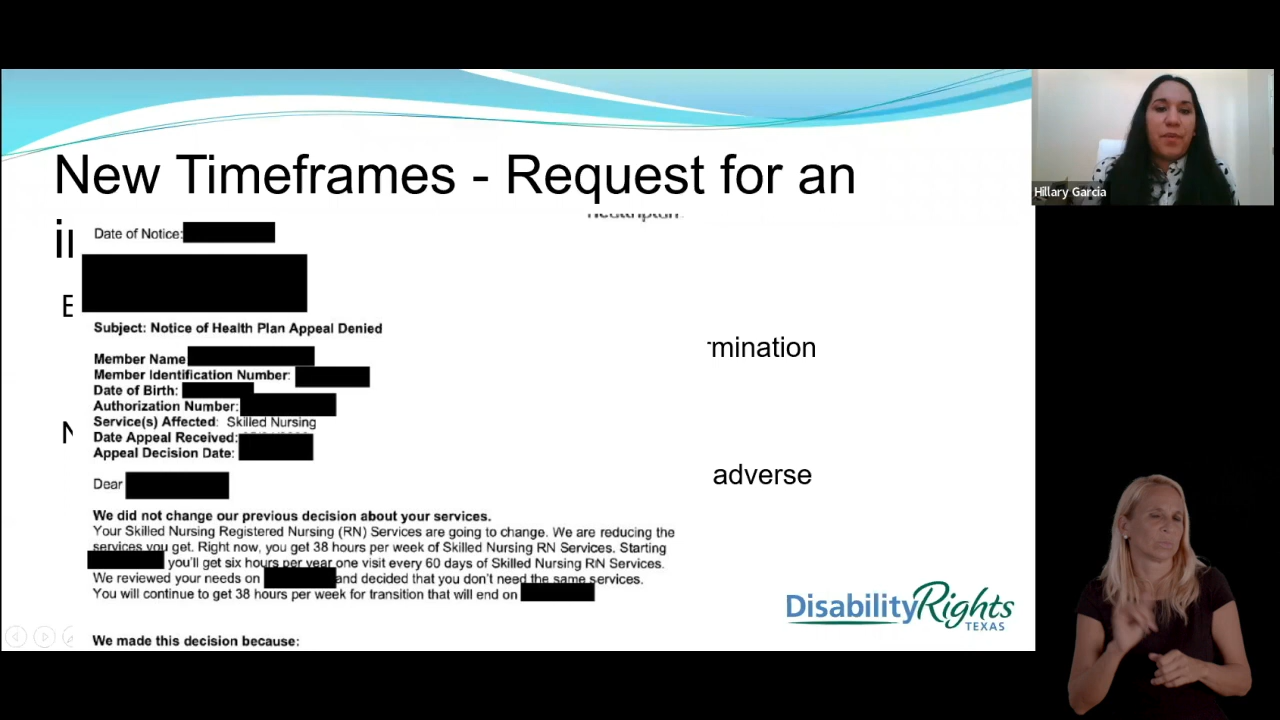 New Timeframes - Request for an
Date of Notice:
Subject: Notice of Health Plan Appeal Denied
Member Name
Member Identification Number:
Date of Birth:
Authorization Number:
Service(s) Affected: Skilled Nursing
Date Appeal Received:
Appeal Decision Date:
Dear
We did not change our previous decision about your services.
Your Skilled Nursing Registered Nursing (RN) Services are going to change. We are reducing the
services you get. Right now, you get 38 hours per week of Skilled Nursing RN Services. Starting
you'll get six hours per year one visit every 60 days of Skilled Nursing RN Services.
We reviewed your needs on and decided that you don't need the same services.
You will continue to get 38 hours per week for transition that will end on
We made this decision because:
mination
adverse
DisabilityRights
TEXAS
Hillary Garcia